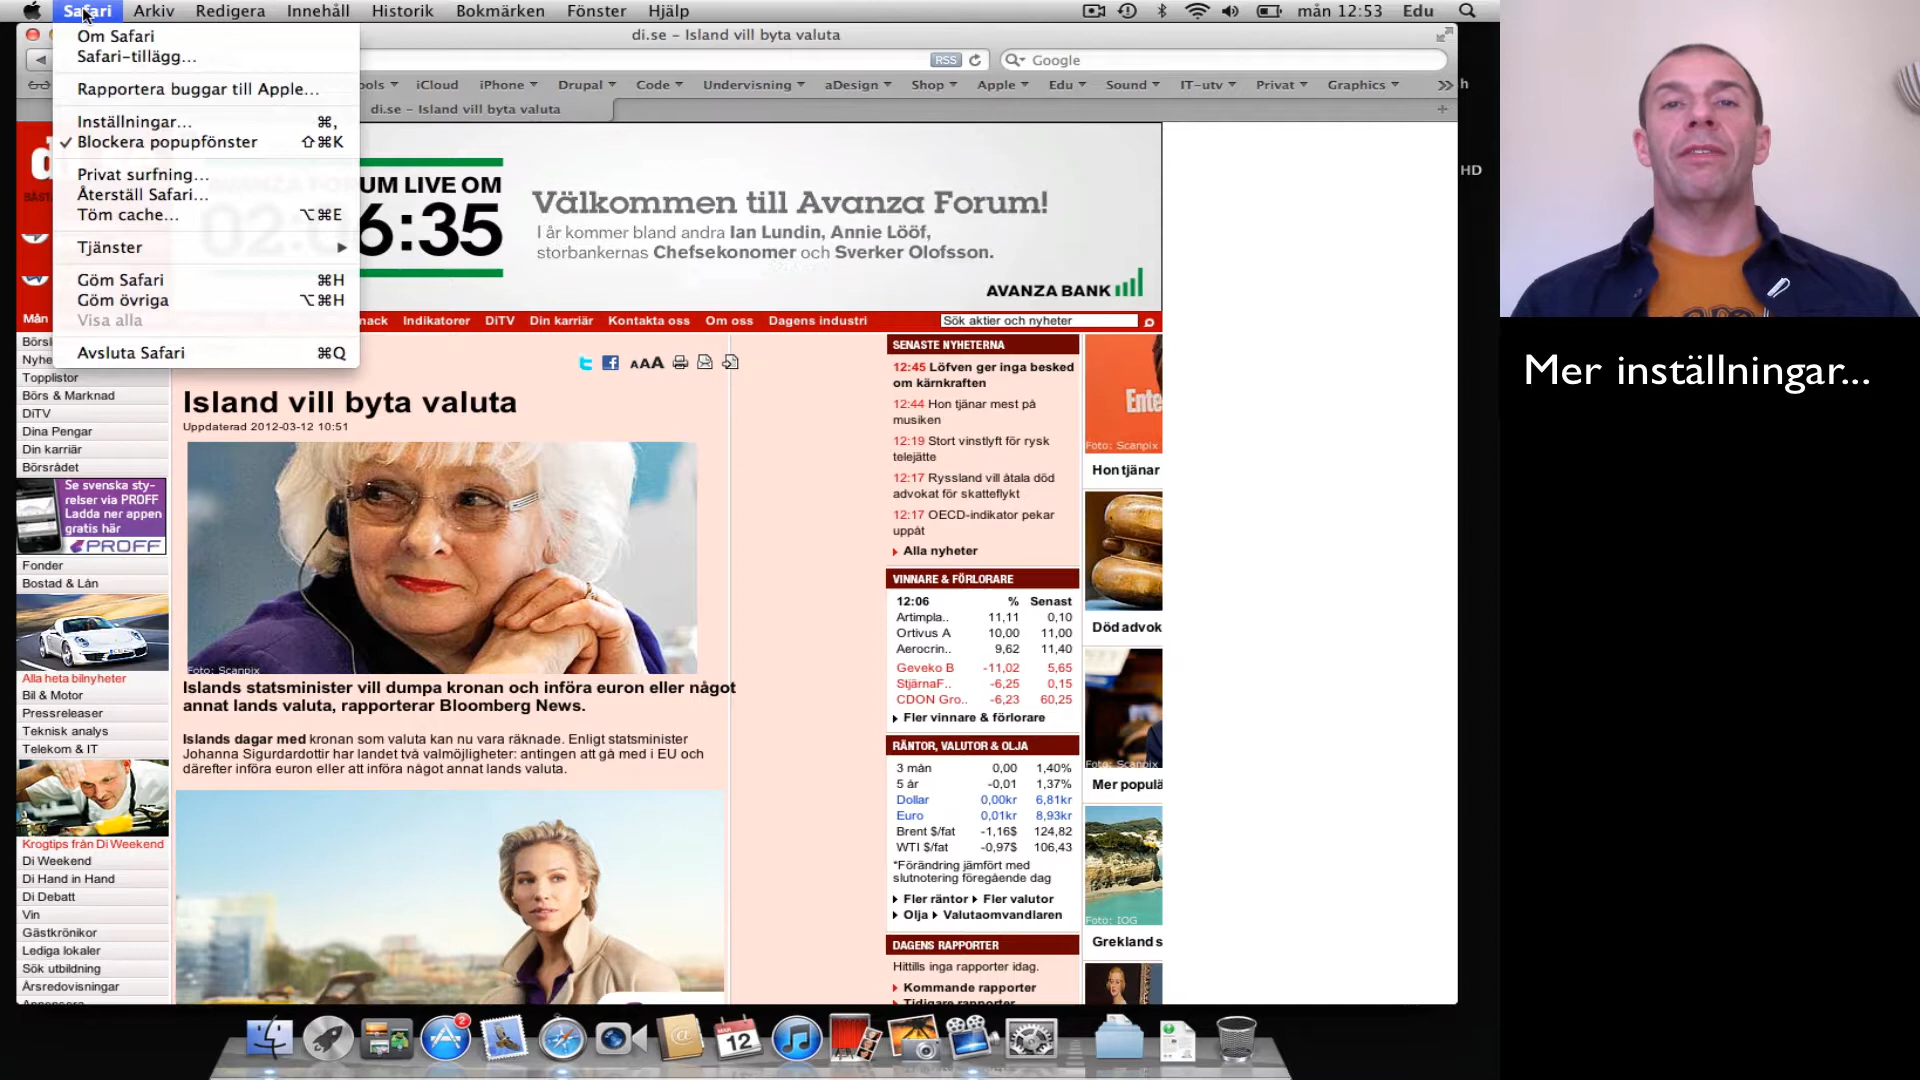 Safari Arkiv Redigera Innehåll Historik Bokmärken Fönster Hjälp mån 12:53 Edu
di.se – Island vill byta valuta
RSS Google
iCloud iPhone Drupal Code Undervisning aDesign Shop Apple Edu Sound IT-utv Privat Graphics
di.se – Island vill byta valuta
Om Safari
Safari-tillägg...
Rapportera buggar till Apple...
Inställningar... ⌘,
✓ Blockera popupfönster ⇧⌘K
Privat surfning...
Återställ Safari...
Töm cache... ⌥⌘E
Tjänster
Göm Safari ⌘H
Göm övriga ⌥⌘H
Visa alla
Avsluta Safari ⌘Q
HD
Mer inställningar...
UM LIVE OM
6:35
Välkommen till Avanza Forum!
I år kommer bland andra Ian Lundin, Annie Lööf,
storbankernas Chefsekonomer och Sverker Olofsson.
AVANZA BANK
Mån
Indikatorer DiTV Din karriär Kontakta oss Om oss Dagens industri Sök aktier och nyheter
Topplistor
Börs & Marknad
DiTV
Dina Pengar
Din karriär
Börsrådet
Se svenska sty-
relser via PROFF
Ladda ner appen
gratis här
PROFF
Fonder
Bostad & Lån
Alla heta bilnyheter
Bil & Motor
Pressreleaser
Teknisk analys
Telekom & IT
Krogtips från Di Weekend
Di Weekend
Di Hand in Hand
Di Debatt
Vin
Gästkrönikor
Lediga lokaler
Sök utbildning
Årsredovisningar
AAA
Island vill byta valuta
Uppdaterad 2012-03-12 10:51
Foto: Scanpix
Islands statsminister vill dumpa kronan och införa euron eller något
annat lands valuta, rapporterar Bloomberg News.
Islands dagar med kronan som valuta kan nu vara räknade. Enligt statsminister
Johanna Sigurdardottir har landet två valmöjligheter: antingen att gå med i EU och
därefter införa euron eller att införa något annat lands valuta.
SENASTE NYHETERNA
12:45 Löfven ger inga besked
om kärnkraften
12:44 Hon tjänar mest på
musiken
12:19 Stort vinstlyft för rysk
telejätte
12:17 Ryssland vill åtala död
advokat för skatteflykt
12:17 OECD-indikator pekar
uppåt
Alla nyheter
VINNARE & FÖRLORARE
12:06 % Senast
Artimpla.. 11,11 0,10
Ortivus A 10,00 11,00
Aerocrin.. 9,62 11,40
Geveko B -11,02 5,65
StjärnaF.. -6,25 0,15
CDON Gro.. -6,23 60,25
Fler vinnare & förlorare
RÄNTOR, VALUTOR & OLJA
3 mån 0,00 1,40%
5 år -0,01 1,37%
Dollar 0,00kr 6,81kr
Euro 0,01kr 8,93kr
Brent $/fat -1,16$ 124,82
WTI $/fat -0,97$ 106,43
*Förändring jämfört med
slutnotering föregående dag
Fler räntor Fler valutor
Olja Valutaomvandlaren
DAGENS RAPPORTER
Hittills inga rapporter idag.
Kommande rapporter
Tidigare rapporter
Foto: Scanpix
Hon tjänar
Död advok
Foto: Scanpix
Mer populä
Foto: IOG
Grekland s
2
MAR
12